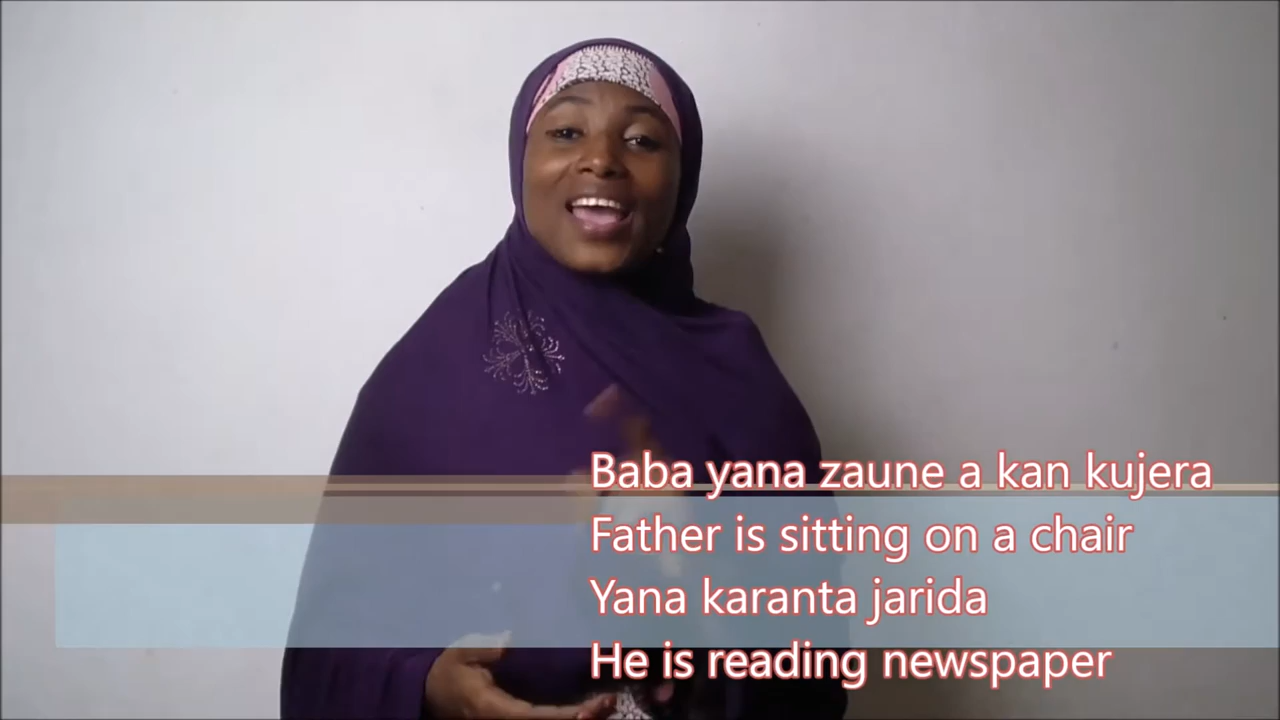 Baba yana zaune a kan kujera
Father is sitting on a chair
Yana karanta jarida
He is reading newspaper